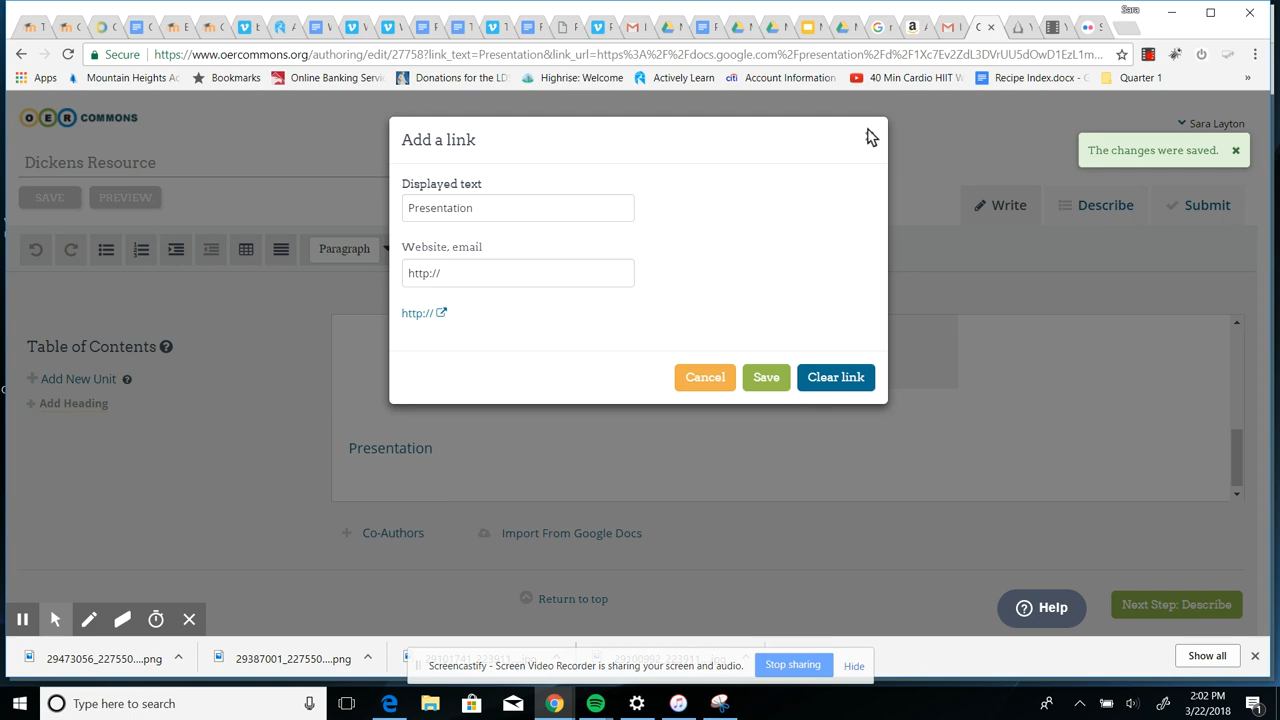 Sara
Secure
https://www.oercommons.org/authoring/edit/27758?link_text=Presentation&link_url=https%3A%2F%2Fdocs.google.com%2Fpresentation%2Fd%2F1Xc7Ev2ZdL3DVrUU5dOwD1EzL1m...
Apps
Mountain Heights Ac
Bookmarks
Online Banking Servic
Donations for the LDS
Highrise: Welcome
Actively Learn
Account Information
40 Min Cardio HIIT W
Recipe Index.docx - G
Quarter 1
OER COMMONS
Sara Layton
The changes were saved.
Dickens Resource
SAVE
PREVIEW
Write
Describe
Submit
Paragraph
Add a link
Displayed text
Presentation
Website, email
http://
http://
Cancel
Save
Clear link
Table of Contents
Add New Unit
Add Heading
Presentation
Co-Authors
Import From Google Docs
Return to top
Help
Next Step: Describe
29473056_227550....png
29387001_227550....png
Show all
Screencastify - Screen Video Recorder is sharing your screen and audio.
Stop sharing
Hide
Type here to search
2:02 PM
3/22/2018